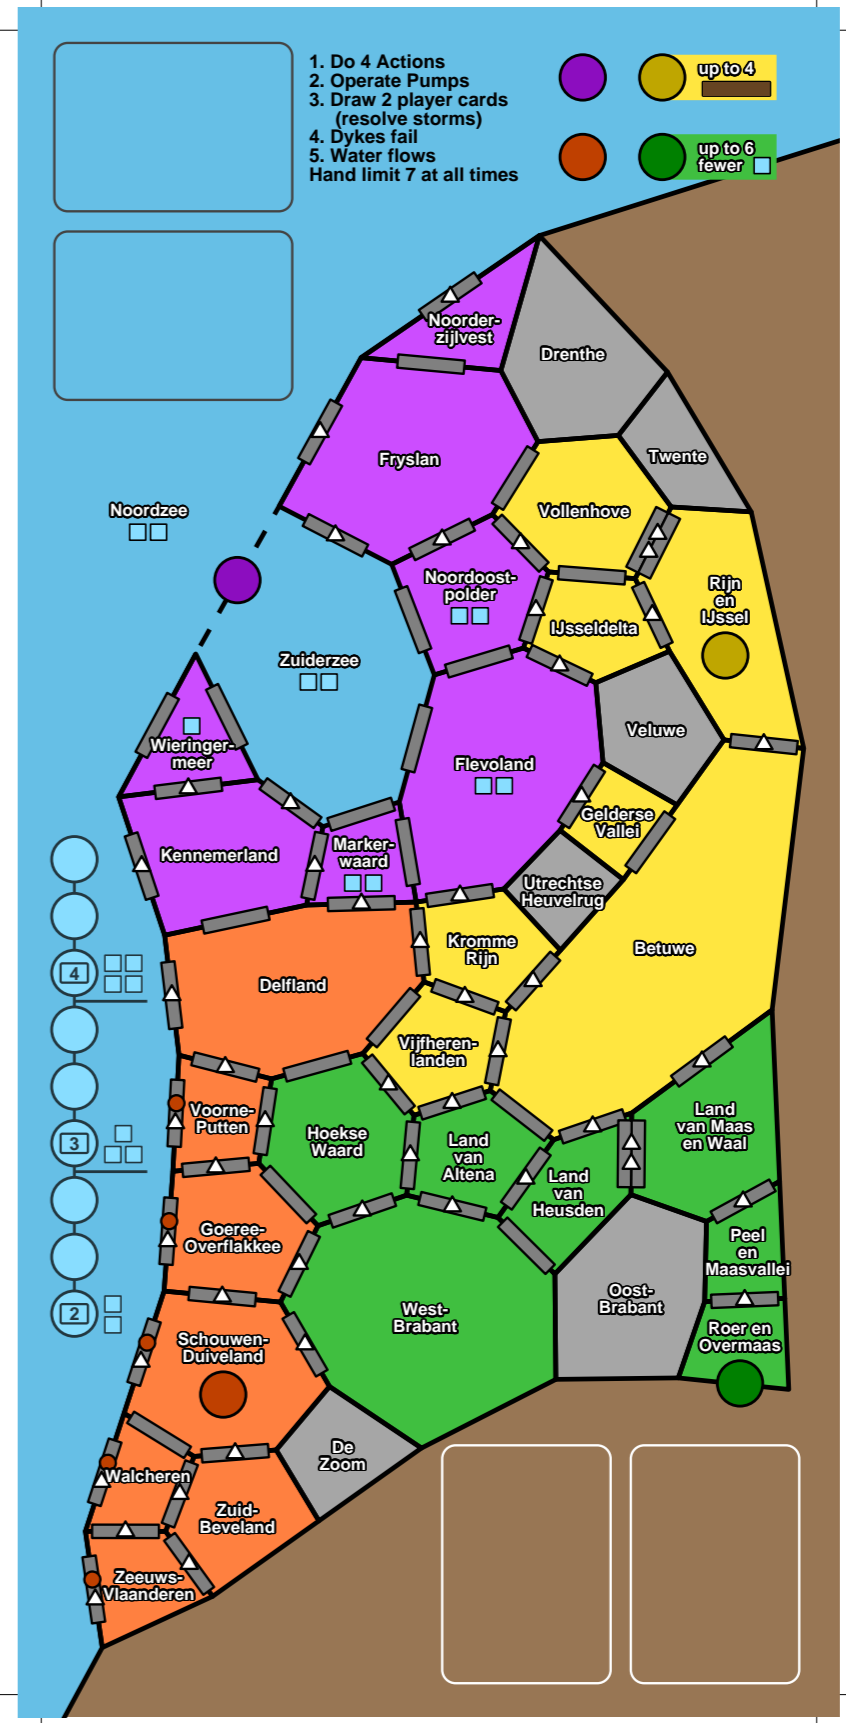 1. Do 4 Actions
2. Operate Pumps
3. Draw 2 player cards
(resolve storms)
4. Dykes fail
5. Water flows
Hand limit 7 at all times
up to 4
up to 6
fewer
Noorder-
zijlvest
Drenthe
Fryslan
Twente
Noordzee
Vollenhove
Noordoost-
polder
Rijn
en
IJssel
IJsseldelta
Zuiderzee
Veluwe
Wieringer-
meer
Flevoland
Gelderse
Vallei
Kennemerland
Marker-
waard
Utrechtse
Heuvelrug
Kromme
Rijn
Betuwe
4
Delfland
Vijfheren-
landen
Voorne-
Putten
Hoekse
Waard
Land
van
Altena
Land
van Maas
en Waal
3
Land
van
Heusden
Goeree-
Overflakkee
Peel
en
Maasvallei
2
West-
Brabant
Oost-
Brabant
Roer en
Overmaas
Schouwen-
Duiveland
De
Zoom
Walcheren
Zuid-
Beveland
Zeeuws-
Vlaanderen